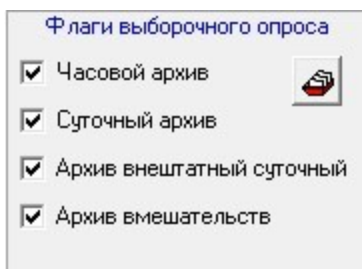 Флаги выборочного опроса
Часовой архив
Суточный архив
Архив внештатный суточный
Архив вмешательств